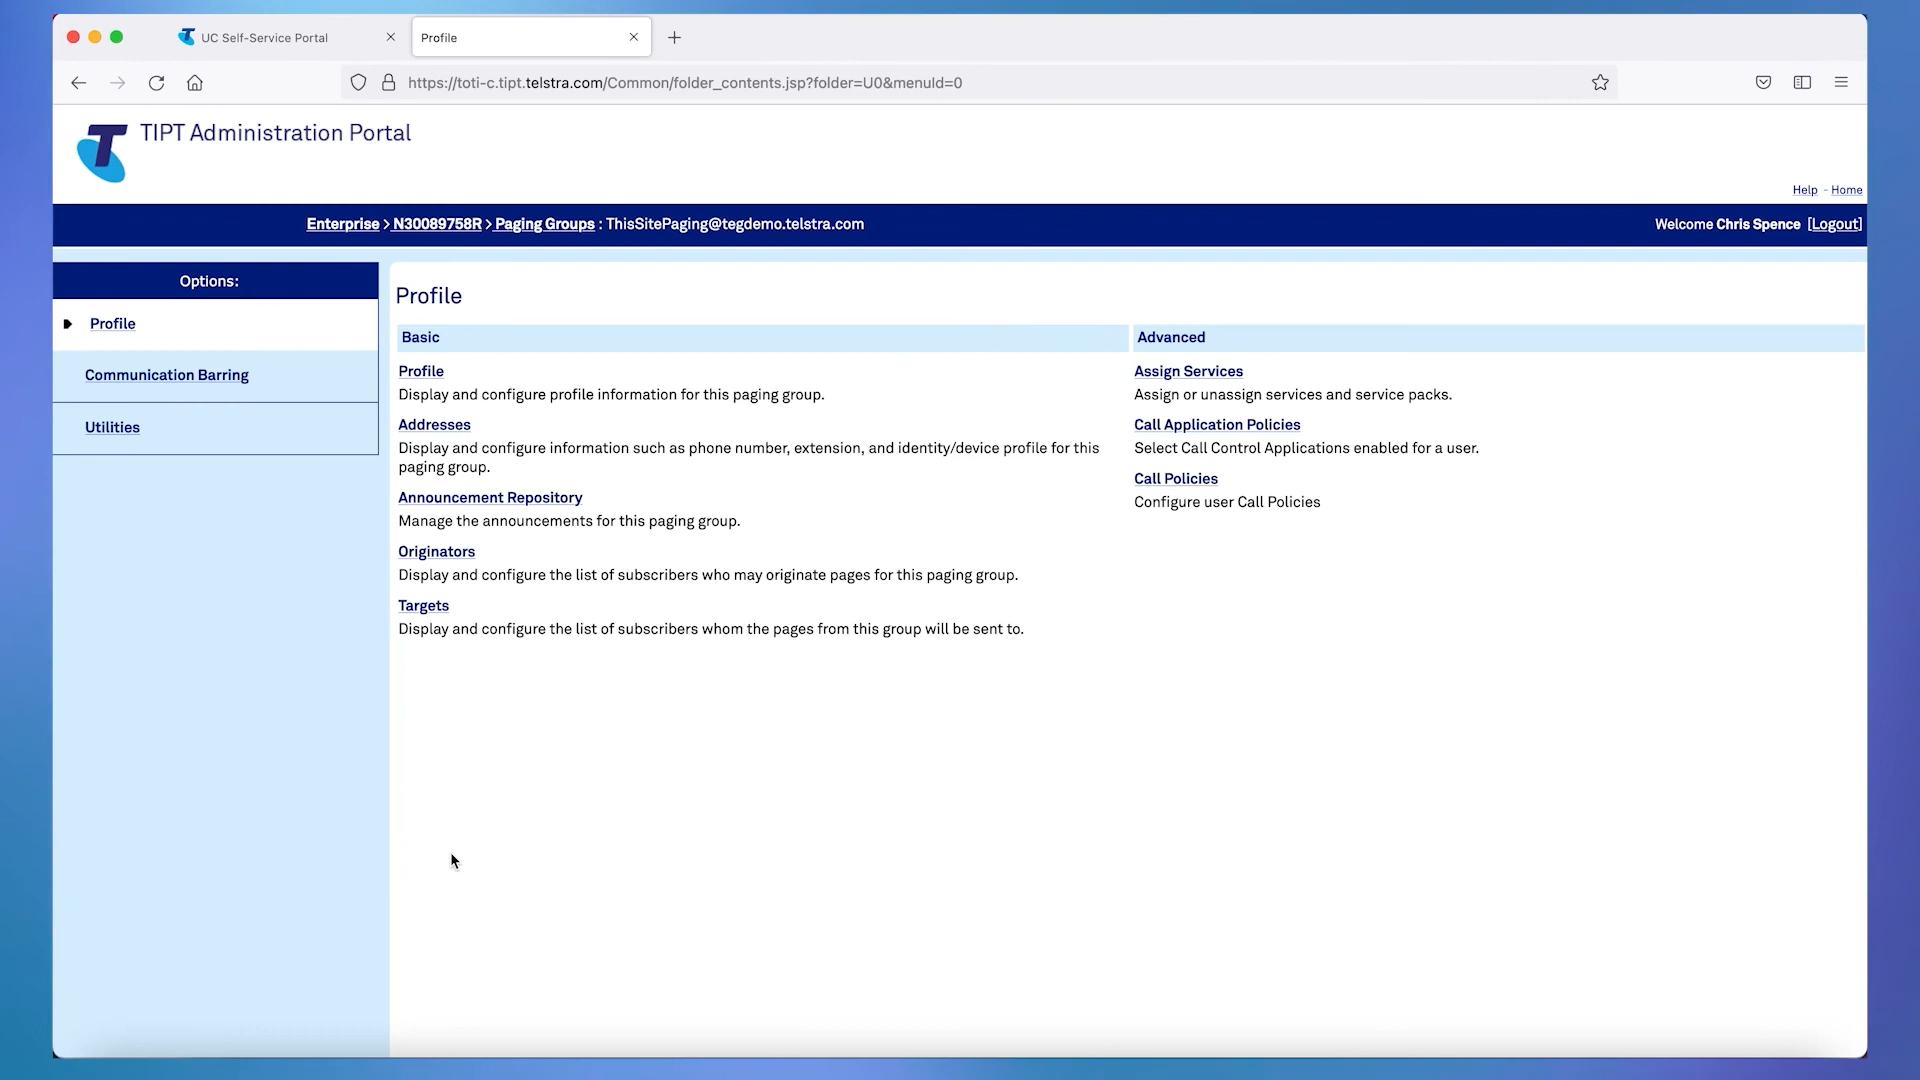 UC Self-Service Portal
Profile
https://toti-c.tipt.telstra.com/Common/folder_contents.jsp?folder=U0&menuId=0
TIPT Administration Portal
Help - Home
Enterprise > N30089758R > Paging Groups : ThisSitePaging@tegdemo.telstra.com
Welcome Chris Spence [Logout]
Options:
Profile
Communication Barring
Utilities
Profile
Basic
Profile
Display and configure profile information for this paging group.
Addresses
Display and configure information such as phone number, extension, and identity/device profile for this
paging group.
Announcement Repository
Manage the announcements for this paging group.
Originators
Display and configure the list of subscribers who may originate pages for this paging group.
Targets
Display and configure the list of subscribers whom the pages from this group will be sent to.
Advanced
Assign Services
Assign or unassign services and service packs.
Call Application Policies
Select Call Control Applications enabled for a user.
Call Policies
Configure user Call Policies